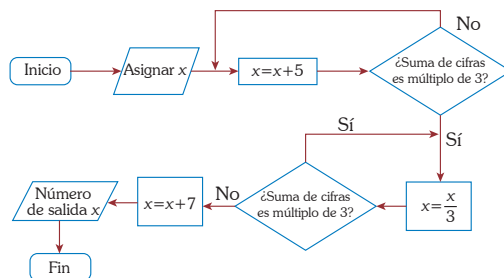 No
Inicio
Asignar x
x=x+5
¿Suma de cifras
es múltiplo de 3?
Sí
Sí
Número
de salida x
x=x+7
No
¿Suma de cifras
es múltiplo de 3?
x=x/3
Fin